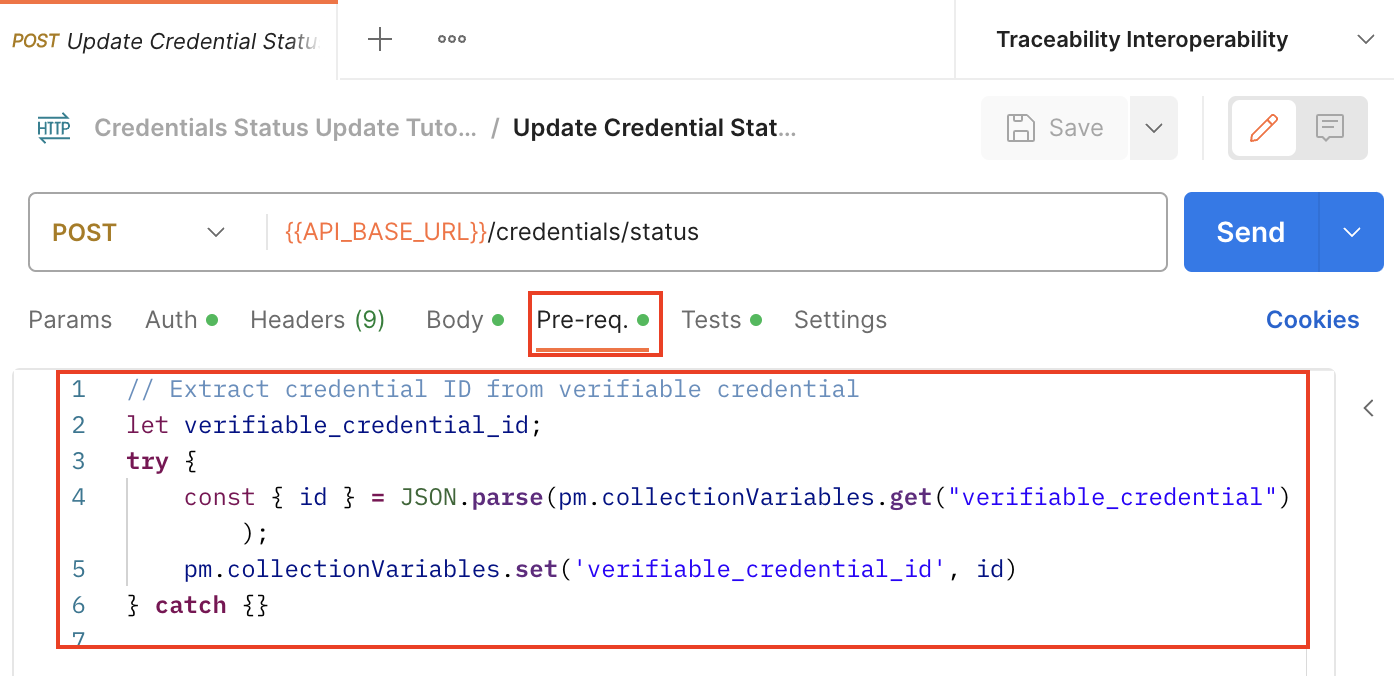 POST Update Credential Statu
Traceability Interoperability
HTTP Credentials Status Update Tuto... / Update Credential Stat...
Save
POST {{API_BASE_URL}}/credentials/status
Send
Params Auth Headers (9) Body Pre-req. Tests Settings Cookies
1 // Extract credential ID from verifiable credential
2 let verifiable_credential_id;
3 try {
4 const { id } = JSON.parse(pm.collectionVariables.get("verifiable_credential")
);
5 pm.collectionVariables.set('verifiable_credential_id', id)
6 } catch {}
7